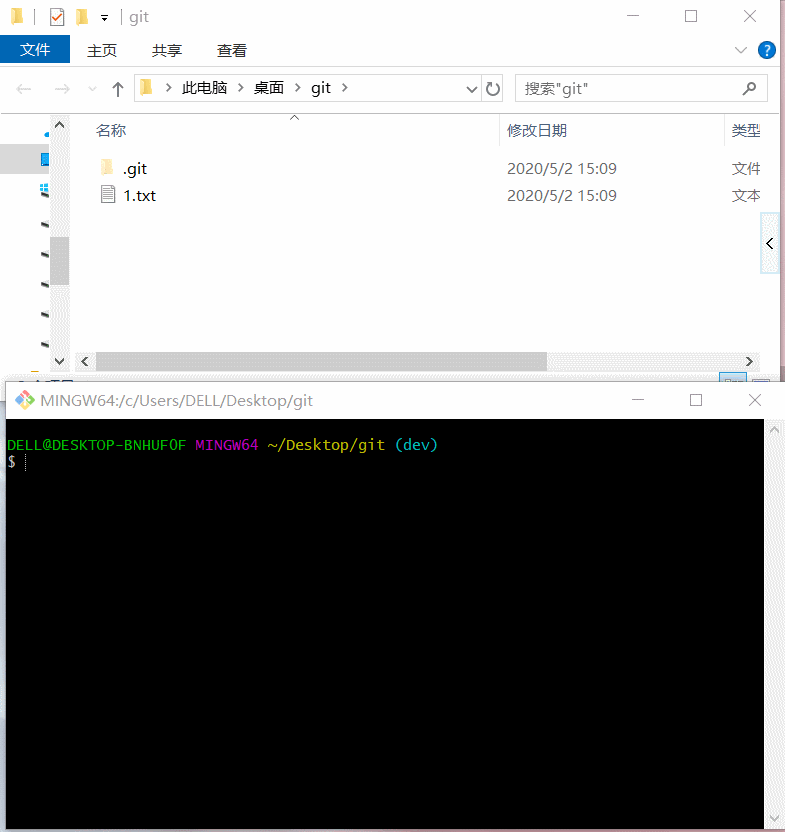 git
文件 主页 共享 查看
此电脑 桌面 git 搜索"git"
名称 修改日期 类型
.git 2020/5/2 15:09 文件
1.txt 2020/5/2 15:09 文本
MINGW64:/c/Users/DELL/Desktop/git
DELL@DESKTOP-BNHUF0F MINGW64 ~/Desktop/git (dev)
$